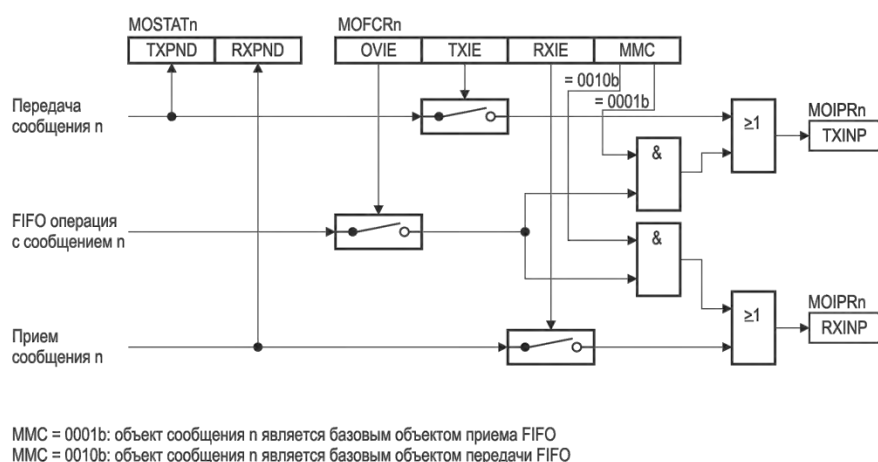 MOSTATn
MOFCRn
TXPND RXPND
OVIE TXIE RXIE MMC
= 0010b
= 0001b
Передача
сообщения n
≥1
MOIPRn
TXINP
&
FIFO операция
с сообщением n
&
MOIPRn
≥1
RXINP
Прием
сообщения n
MMC = 0001b: объект сообщения n является базовым объектом приема FIFO
MMC = 0010b: объект сообщения n является базовым объектом передачи FIFO